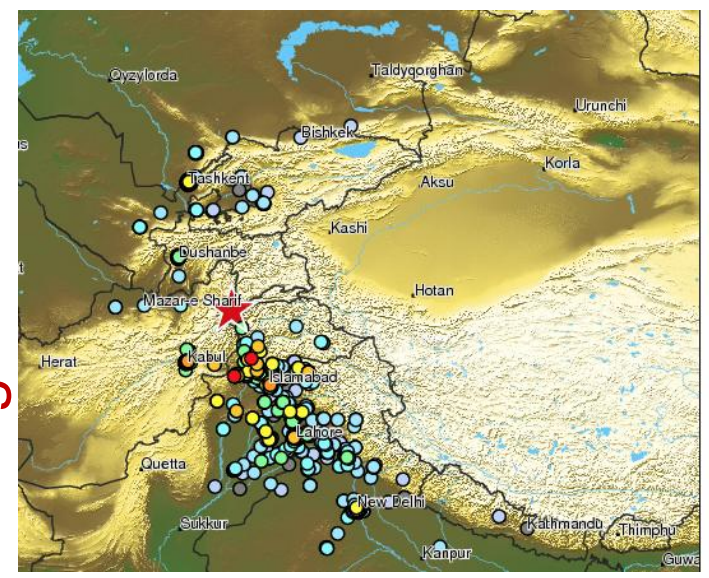 Qyzylorda
Taldyqorghan
Urunchi
Bishkek
us
Tashkent
Korla
Aksu
Kashi
Dushanbe
t
Hotan
Mazar-e Sharif
Herat
Kabul
Islamabad
g
Lahore
Quetta
New Delhi
Sukkur
Kathmandu
Thimphu
Kanpur
Guwa